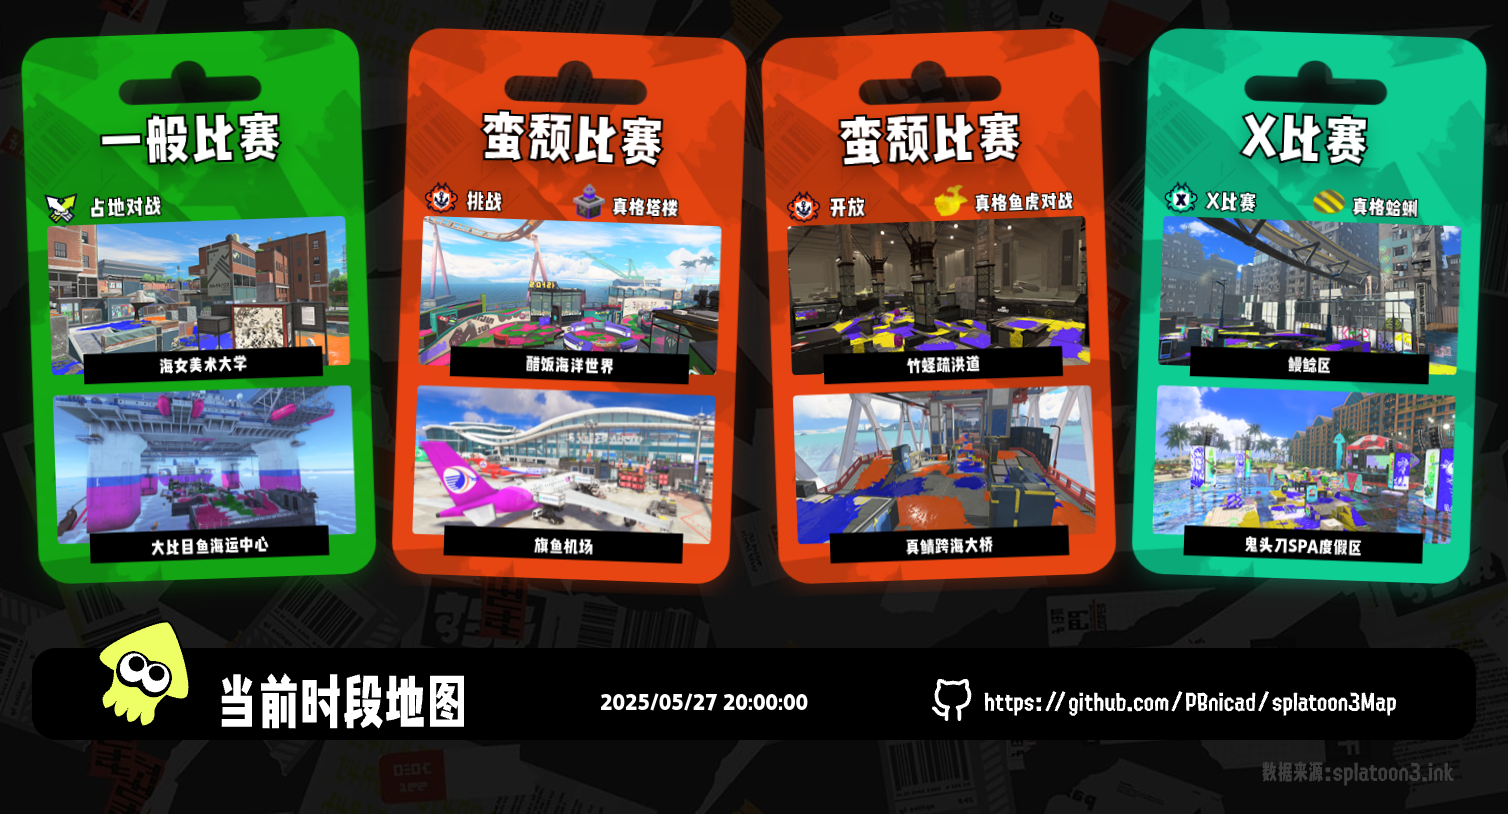 一般比赛
占地对战
海女美术大学
大比目鱼海运中心
蛮颓比赛
挑战
真格塔楼
醋饭海洋世界
旗鱼机场
蛮颓比赛
开放
真格鱼虎对战
竹蛏疏洪道
真鲭跨海大桥
X比赛
X比赛
真格蛤蜊
鳗鲶区
鬼头刀SPA度假区
当前时段地图
2025/05/27 20:00:00
https://github.com/PBnicad/splatoon3Map
数据来源:splatoon3.ink